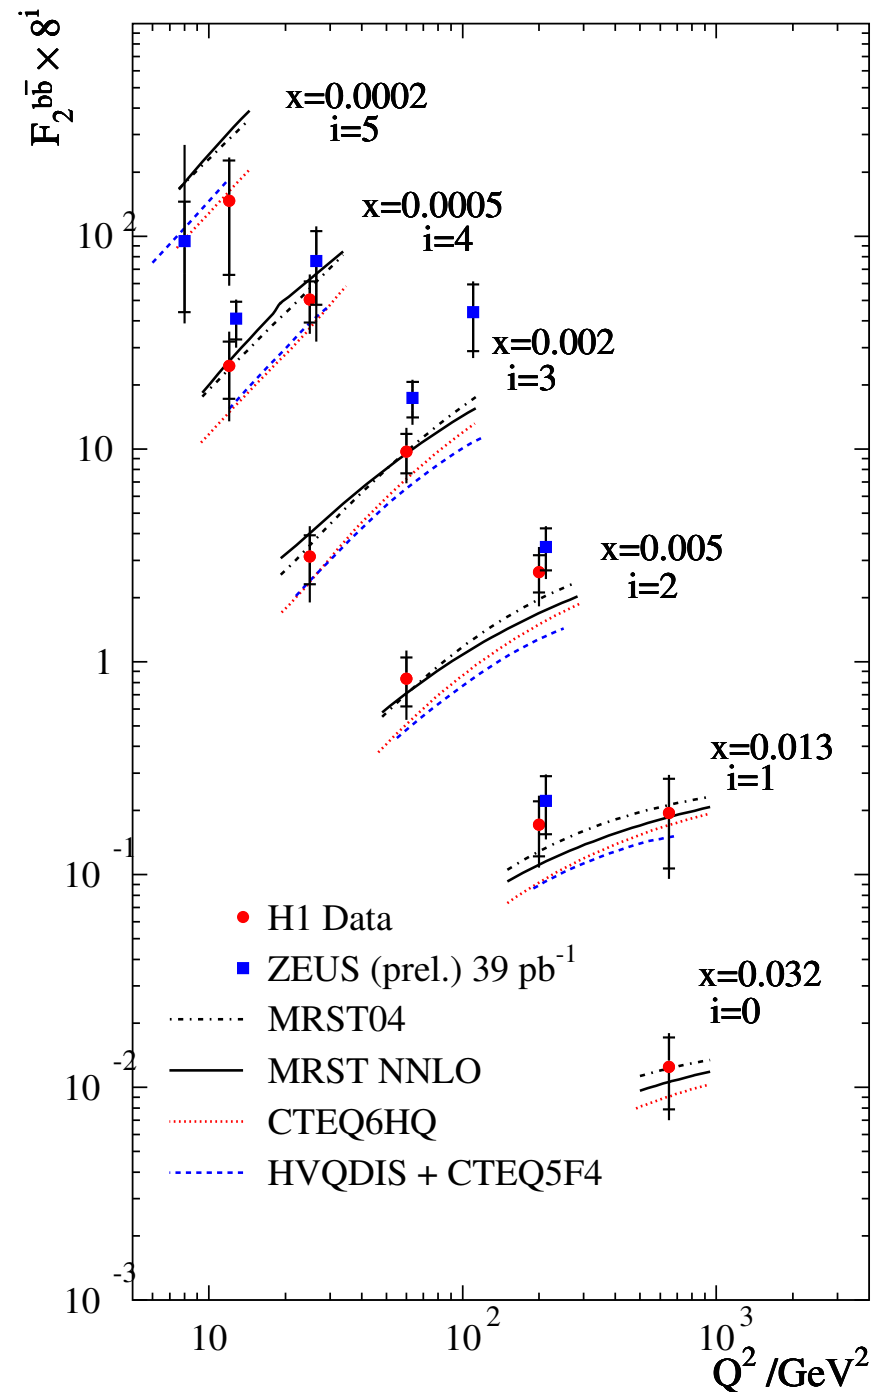 F₂ᵇᵇ̅ × 8ⁱ
x=0.0002
i=5
x=0.0005
i=4
10²
x=0.002
i=3
10
x=0.005
i=2
1
x=0.013
i=1
10⁻¹
H1 Data
ZEUS (prel.) 39 pb⁻¹
x=0.032
i=0
MRST04
MRST NNLO
10⁻²
CTEQ6HQ
HVQDIS + CTEQ5F4
10⁻³
10 10² 10³
Q² /GeV²